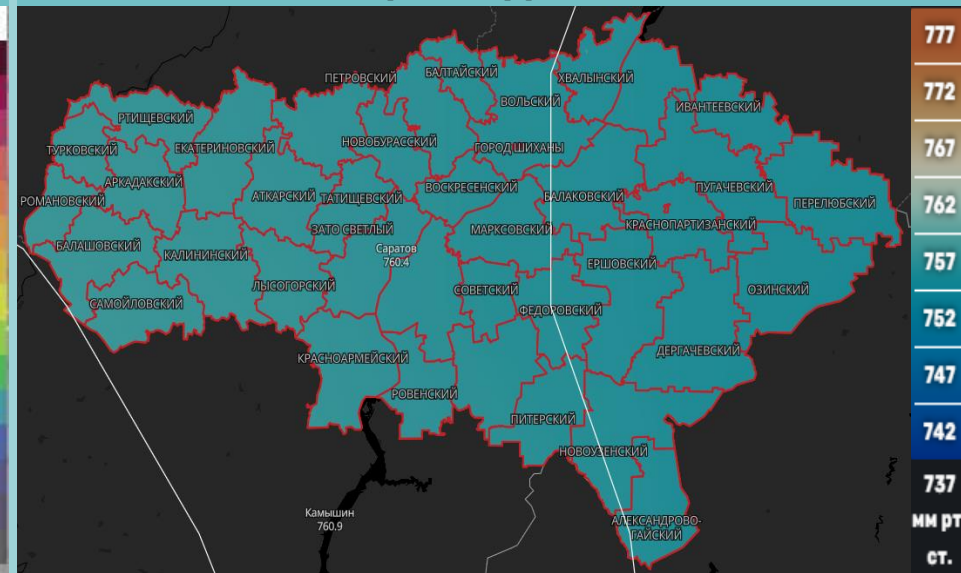 ПЕТРОВСКИЙ
БАЛТАЙСКИЙ
ХВАЛЫНСКИЙ
ВОЛЬСКИЙ
ИВАНТЕЕВСКИЙ
РТИЩЕВСКИЙ
ТУРКОВСКИЙ
ЕКАТЕРИНОВСКИЙ
НОВОБУРАССКИЙ
ГОРОД ШИХАНЫ
АРКАДАКСКИЙ
АТКАРСКИЙ
ТАТИЩЕВСКИЙ
ВОСКРЕСЕНСКИЙ
БАЛАКОВСКИЙ
ПУГАЧЕВСКИЙ
РОМАНОВСКИЙ
ПЕРЕЛЮБСКИЙ
ЗАТО СВЕТЛЫЙ
МАРКСОВСКИЙ
КРАСНОПАРТИЗАНСКИЙ
БАЛАШОВСКИЙ
КАЛИНИНСКИЙ
Саратов
760.4
ЕРШОВСКИЙ
ЛЫСОГОРСКИЙ
СОВЕТСКИЙ
ОЗИНСКИЙ
САМОЙЛОВСКИЙ
ФЕДОРОВСКИЙ
КРАСНОАРМЕЙСКИЙ
ДЕРГАЧЕВСКИЙ
РОВЕНСКИЙ
ПИТЕРСКИЙ
НОВОУЗЕНСКИЙ
Камышин
760.9
АЛЕКСАНДРОВО-
ГАЙСКИЙ
777
772
767
762
757
752
747
742
737
мм рт
ст.